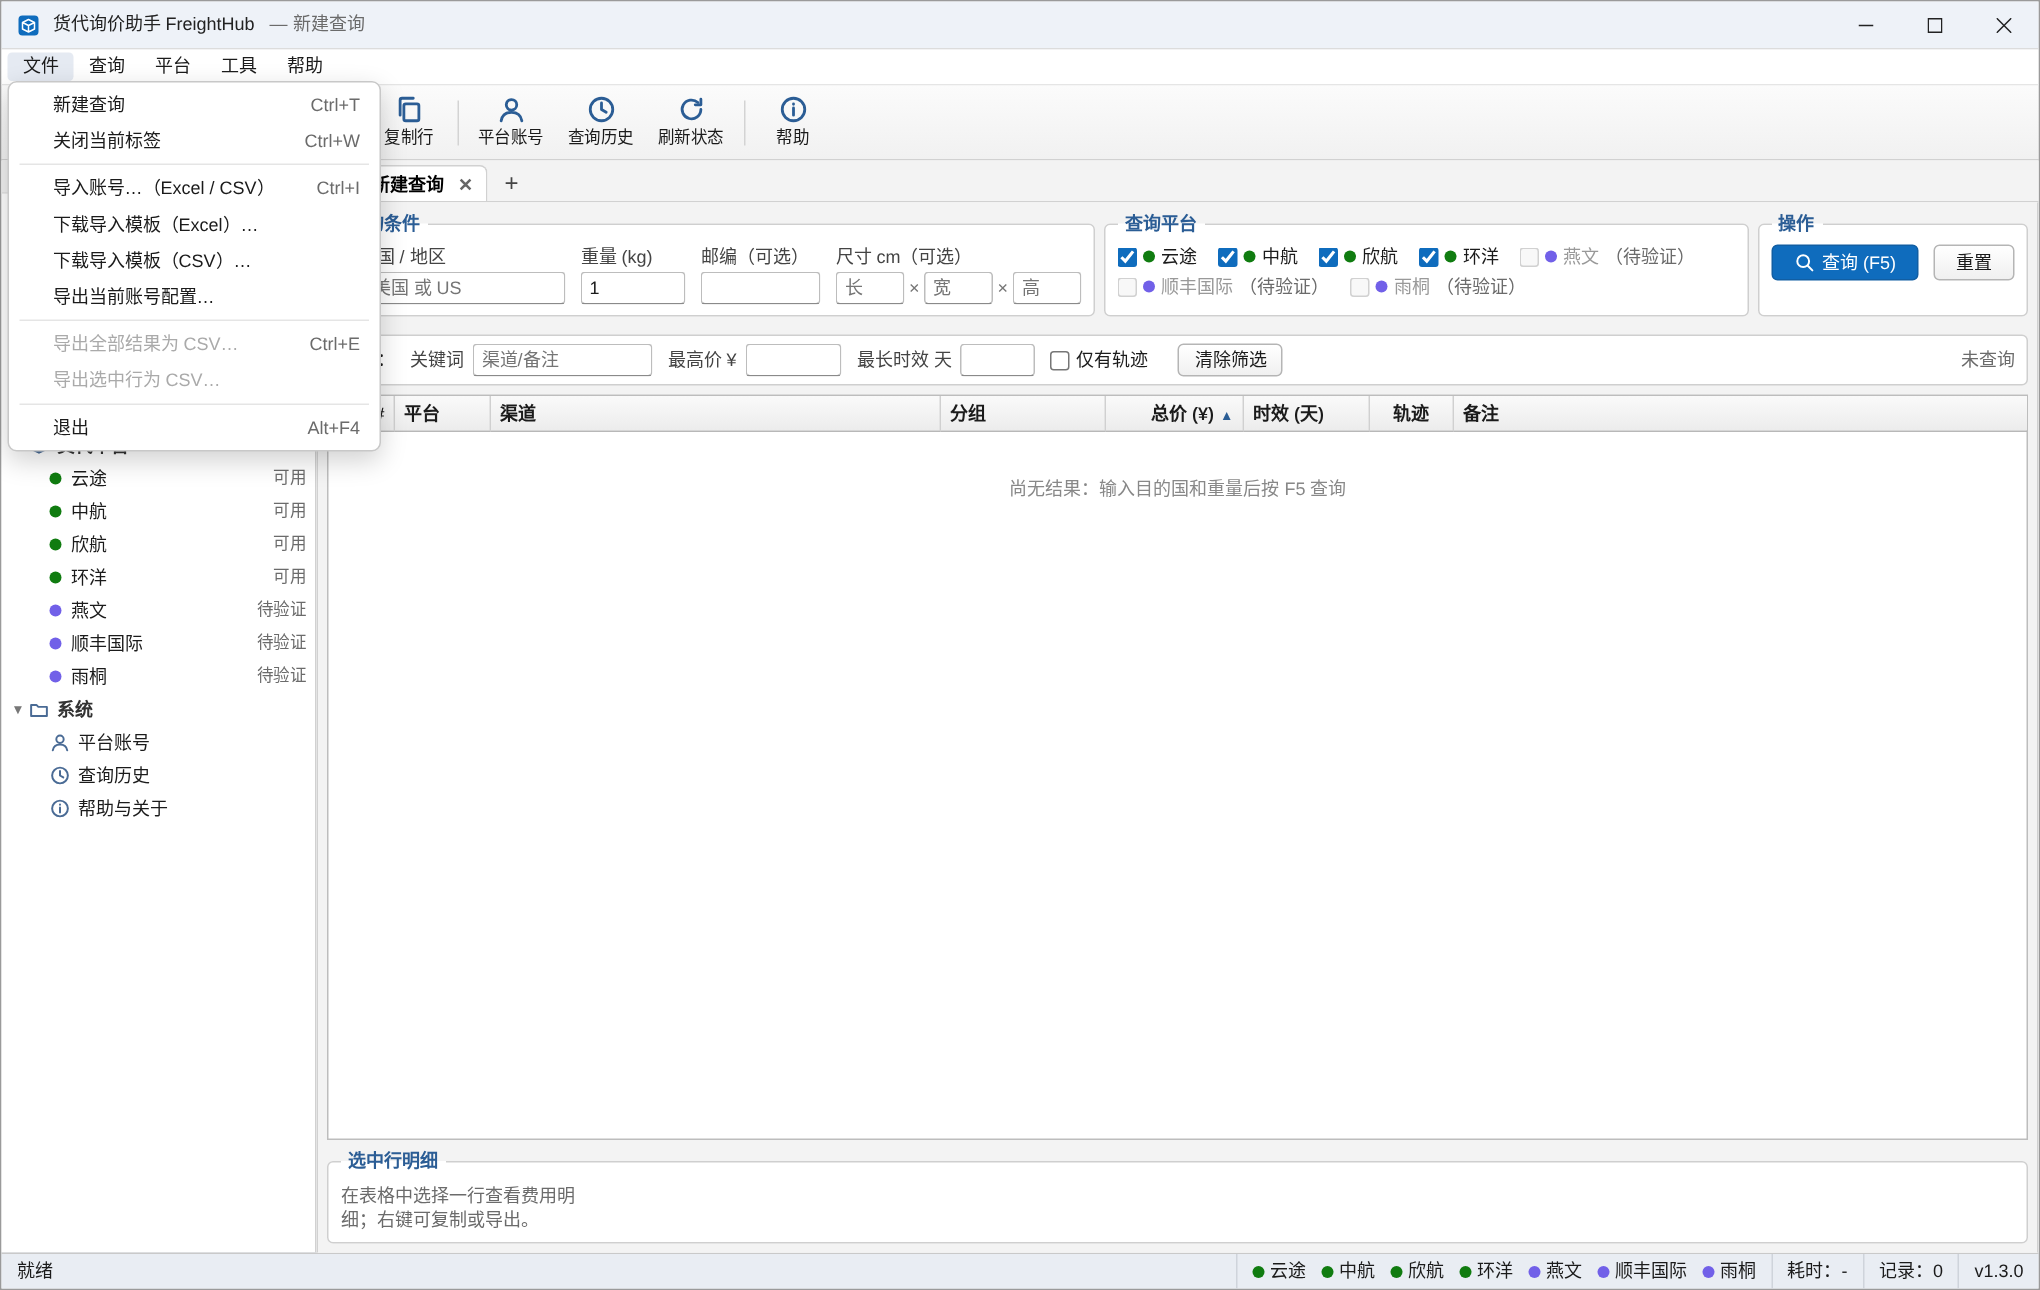 货代询价助手 FreightHub — 新建查询
文件 查询 平台 工具 帮助
新建查询 Ctrl+T
关闭当前标签 Ctrl+W
导入账号…（Excel / CSV） Ctrl+I
下载导入模板（Excel）…
下载导入模板（CSV）…
导出当前账号配置…
导出全部结果为 CSV… Ctrl+E
导出选中行为 CSV…
退出 Alt+F4
复制行 平台账号 查询历史 刷新状态 帮助
新建查询 ✕ +
条件
国 / 地区 重量 (kg) 邮编（可选） 尺寸 cm（可选）
美国 或 US 1 长 × 宽 × 高
查询平台
云途 中航 欣航 环洋 燕文 （待验证）
顺丰国际 （待验证） 雨桐 （待验证）
操作
查询 (F5) 重置
： 关键词 渠道/备注 最高价 ¥ 最长时效 天 仅有轨迹 清除筛选 未查询
# 平台 渠道 分组 总价 (¥) ▲ 时效 (天) 轨迹 备注
尚无结果：输入目的国和重量后按 F5 查询
云途 可用
中航 可用
欣航 可用
环洋 可用
燕文 待验证
顺丰国际 待验证
雨桐 待验证
▼ 系统
平台账号
查询历史
帮助与关于
选中行明细
在表格中选择一行查看费用明
细；右键可复制或导出。
就绪 云途 中航 欣航 环洋 燕文 顺丰国际 雨桐 耗时：- 记录：0 v1.3.0